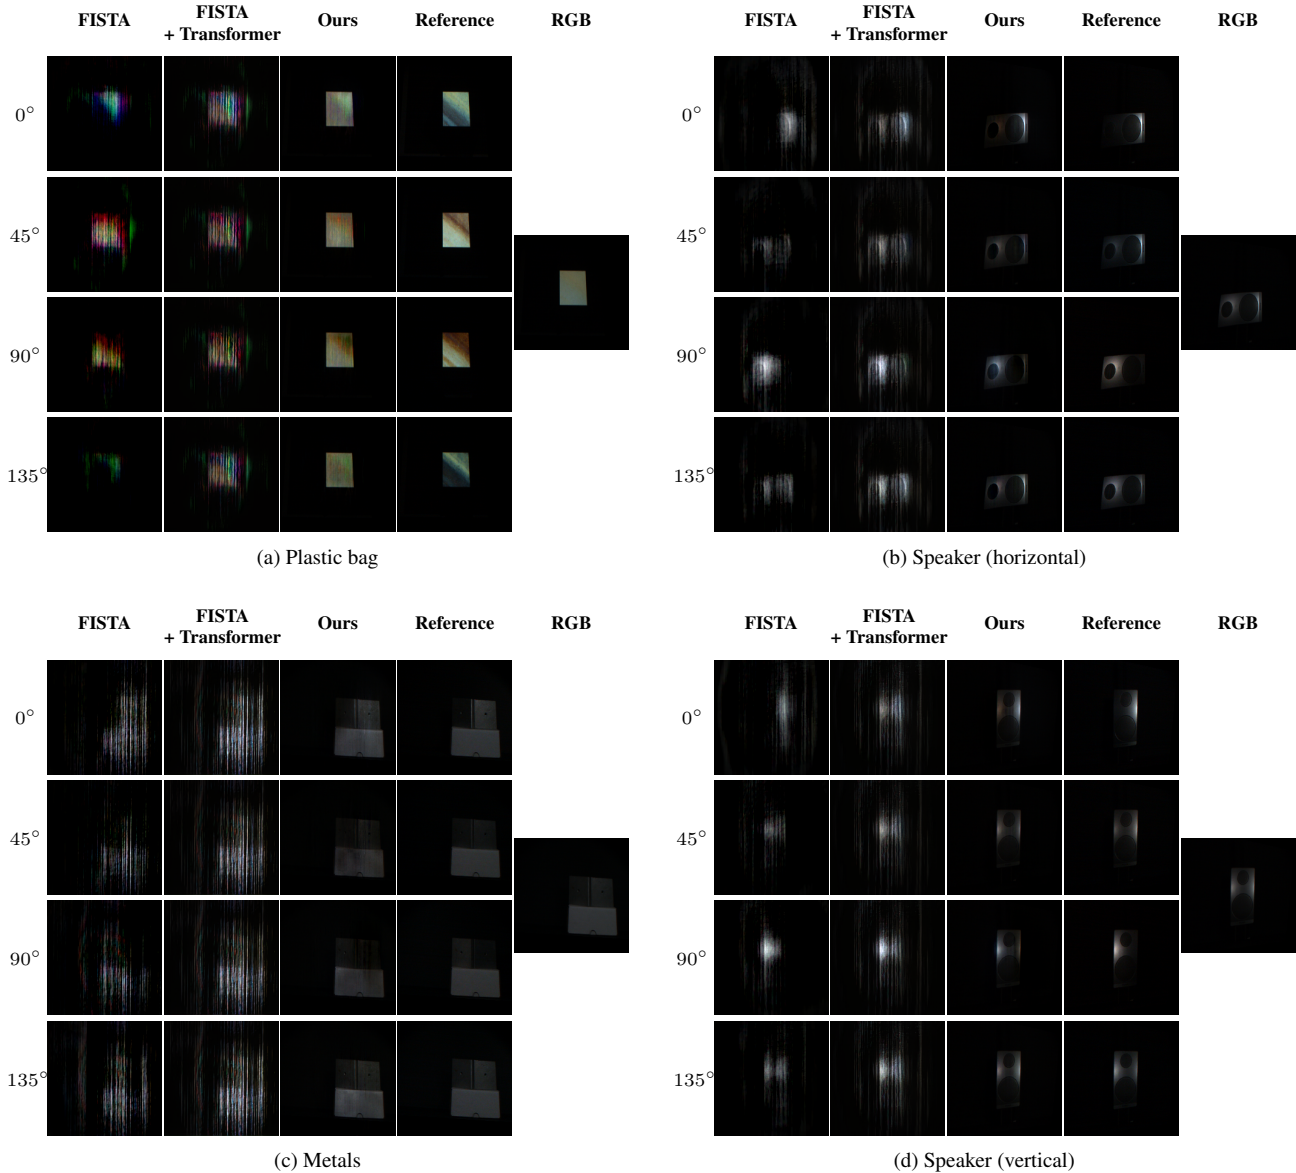 FISTA
FISTA
+ Transformer
Ours
Reference
RGB
0°
45°
90°
135°
(a) Plastic bag
FISTA
FISTA
+ Transformer
Ours
Reference
RGB
0°
45°
90°
135°
(b) Speaker (horizontal)
FISTA
FISTA
+ Transformer
Ours
Reference
RGB
0°
45°
90°
135°
(c) Metals
FISTA
FISTA
+ Transformer
Ours
Reference
RGB
0°
45°
90°
135°
(d) Speaker (vertical)